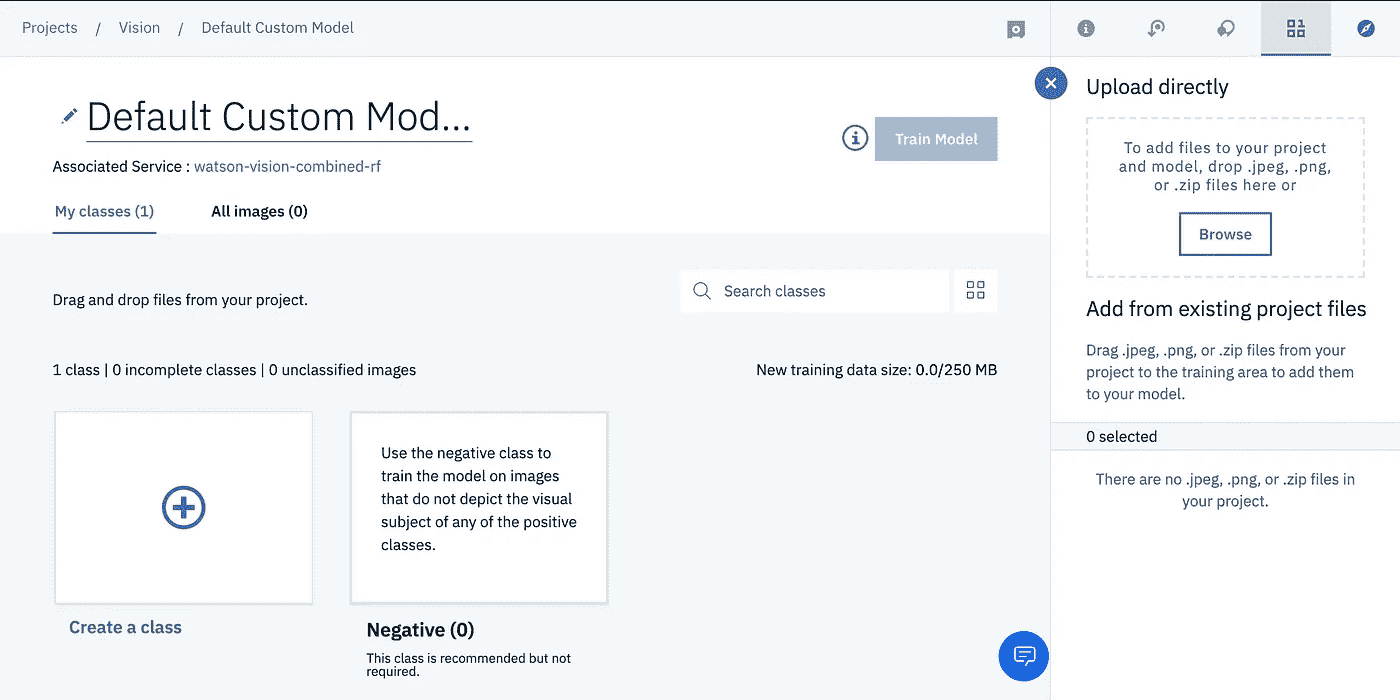 Projects / Vision / Default Custom Model
Default Custom Mod...
Train Model
Associated Service : watson-vision-combined-rf
My classes (1)
All images (0)
Drag and drop files from your project.
Search classes
1 class | 0 incomplete classes | 0 unclassified images
New training data size: 0.0/250 MB
Create a class
Use the negative class to
train the model on images
that do not depict the visual
subject of any of the positive
classes.
Negative (0)
This class is recommended but not
required.
Upload directly
To add files to your project
and model, drop .jpeg, .png,
or .zip files here or
Browse
Add from existing project files
Drag .jpeg, .png, or .zip files from your
project to the training area to add them
to your model.
0 selected
There are no .jpeg, .png, or .zip files in
your project.